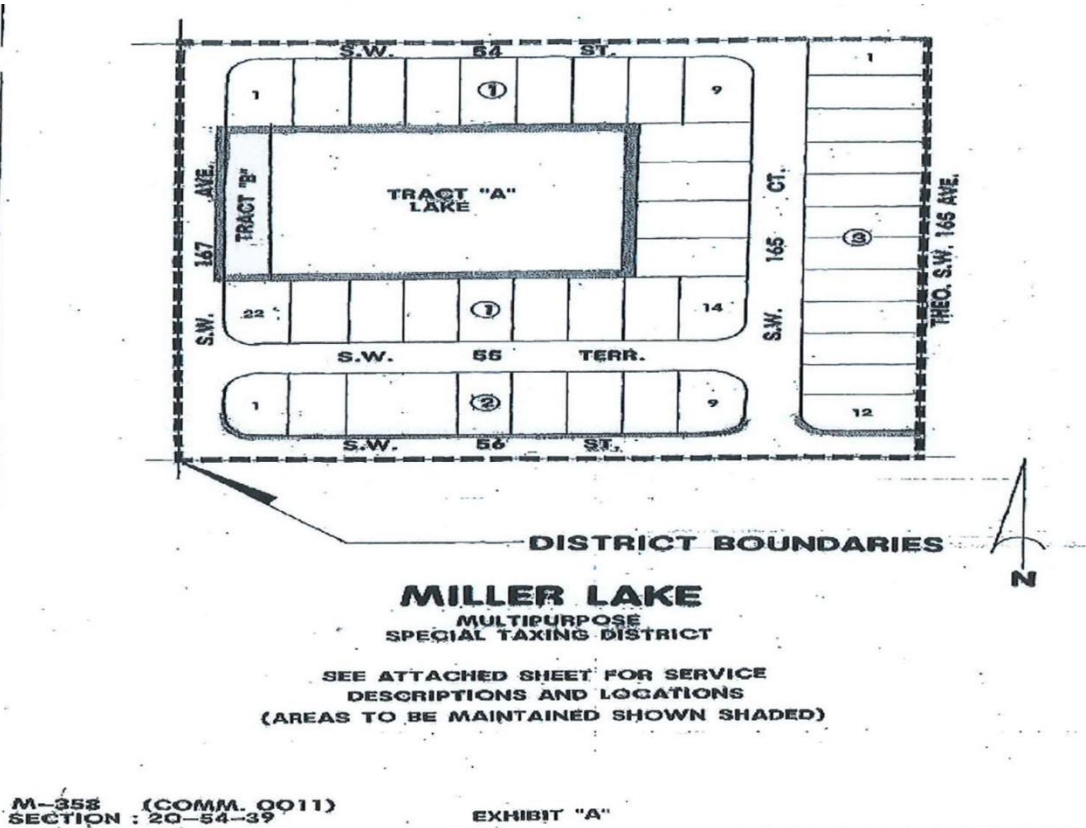 S.W. 54 ST.
1 ① 9 1
S.W. 167 AVE.
TRACT "B"
TRACT "A"
LAKE
S.W. 165 CT.
③
THEO. S.W. 165 AVE.
22 ① 14
S.W. 55 TERR.
1 ② 9 12
S.W. 56 ST.
DISTRICT BOUNDARIES
N
MILLER LAKE
MULTIPURPOSE
SPECIAL TAXING DISTRICT
SEE ATTACHED SHEET FOR SERVICE
DESCRIPTIONS AND LOCATIONS
(AREAS TO BE MAINTAINED SHOWN SHADED)
M-358 (COMM. 0011)
SECTION : 20-54-39
EXHIBIT "A"